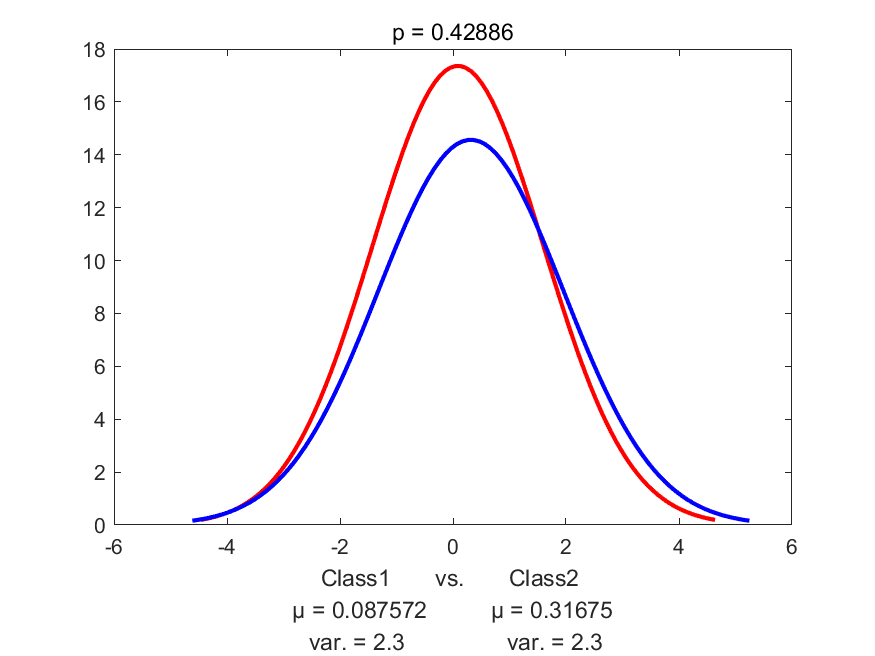 p = 0.42886
18
16
14
12
10
8
6
4
2
0
-6 -4 -2 0 2 4 6
Class1 vs. Class2
μ = 0.087572 μ = 0.31675
var. = 2.3 var. = 2.3